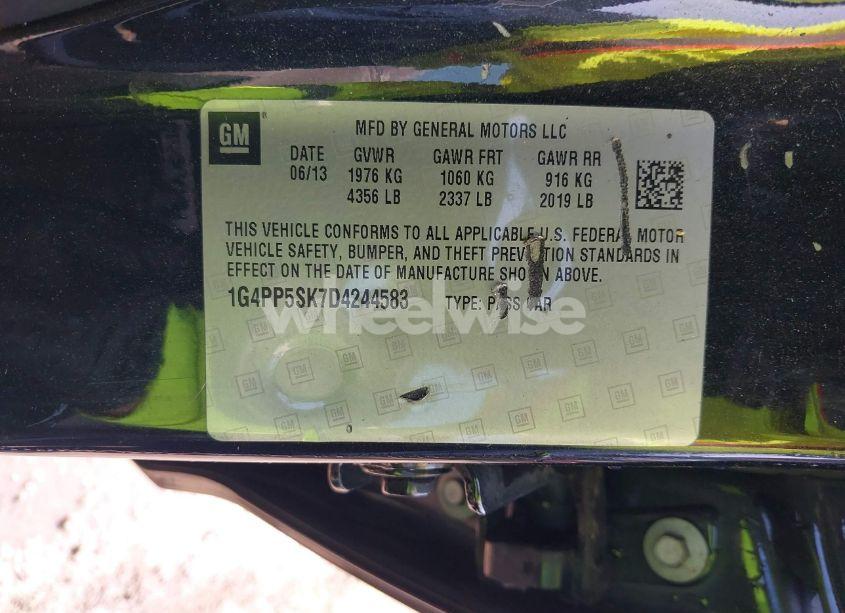 GM
MFD BY GENERAL MOTORS LLC
DATE GVWR GAWR FRT GAWR RR
06/13 1976 KG 1060 KG 916 KG
4356 LB 2337 LB 2019 LB
THIS VEHICLE CONFORMS TO ALL APPLICABLE U.S. FEDERAL MOTOR
VEHICLE SAFETY, BUMPER, AND THEFT PREVENTION STANDARDS IN
EFFECT ON THE DATE OF MANUFACTURE SHOWN ABOVE.
1G4PP5SK7D4244583 TYPE: PASS CAR
wheelwise